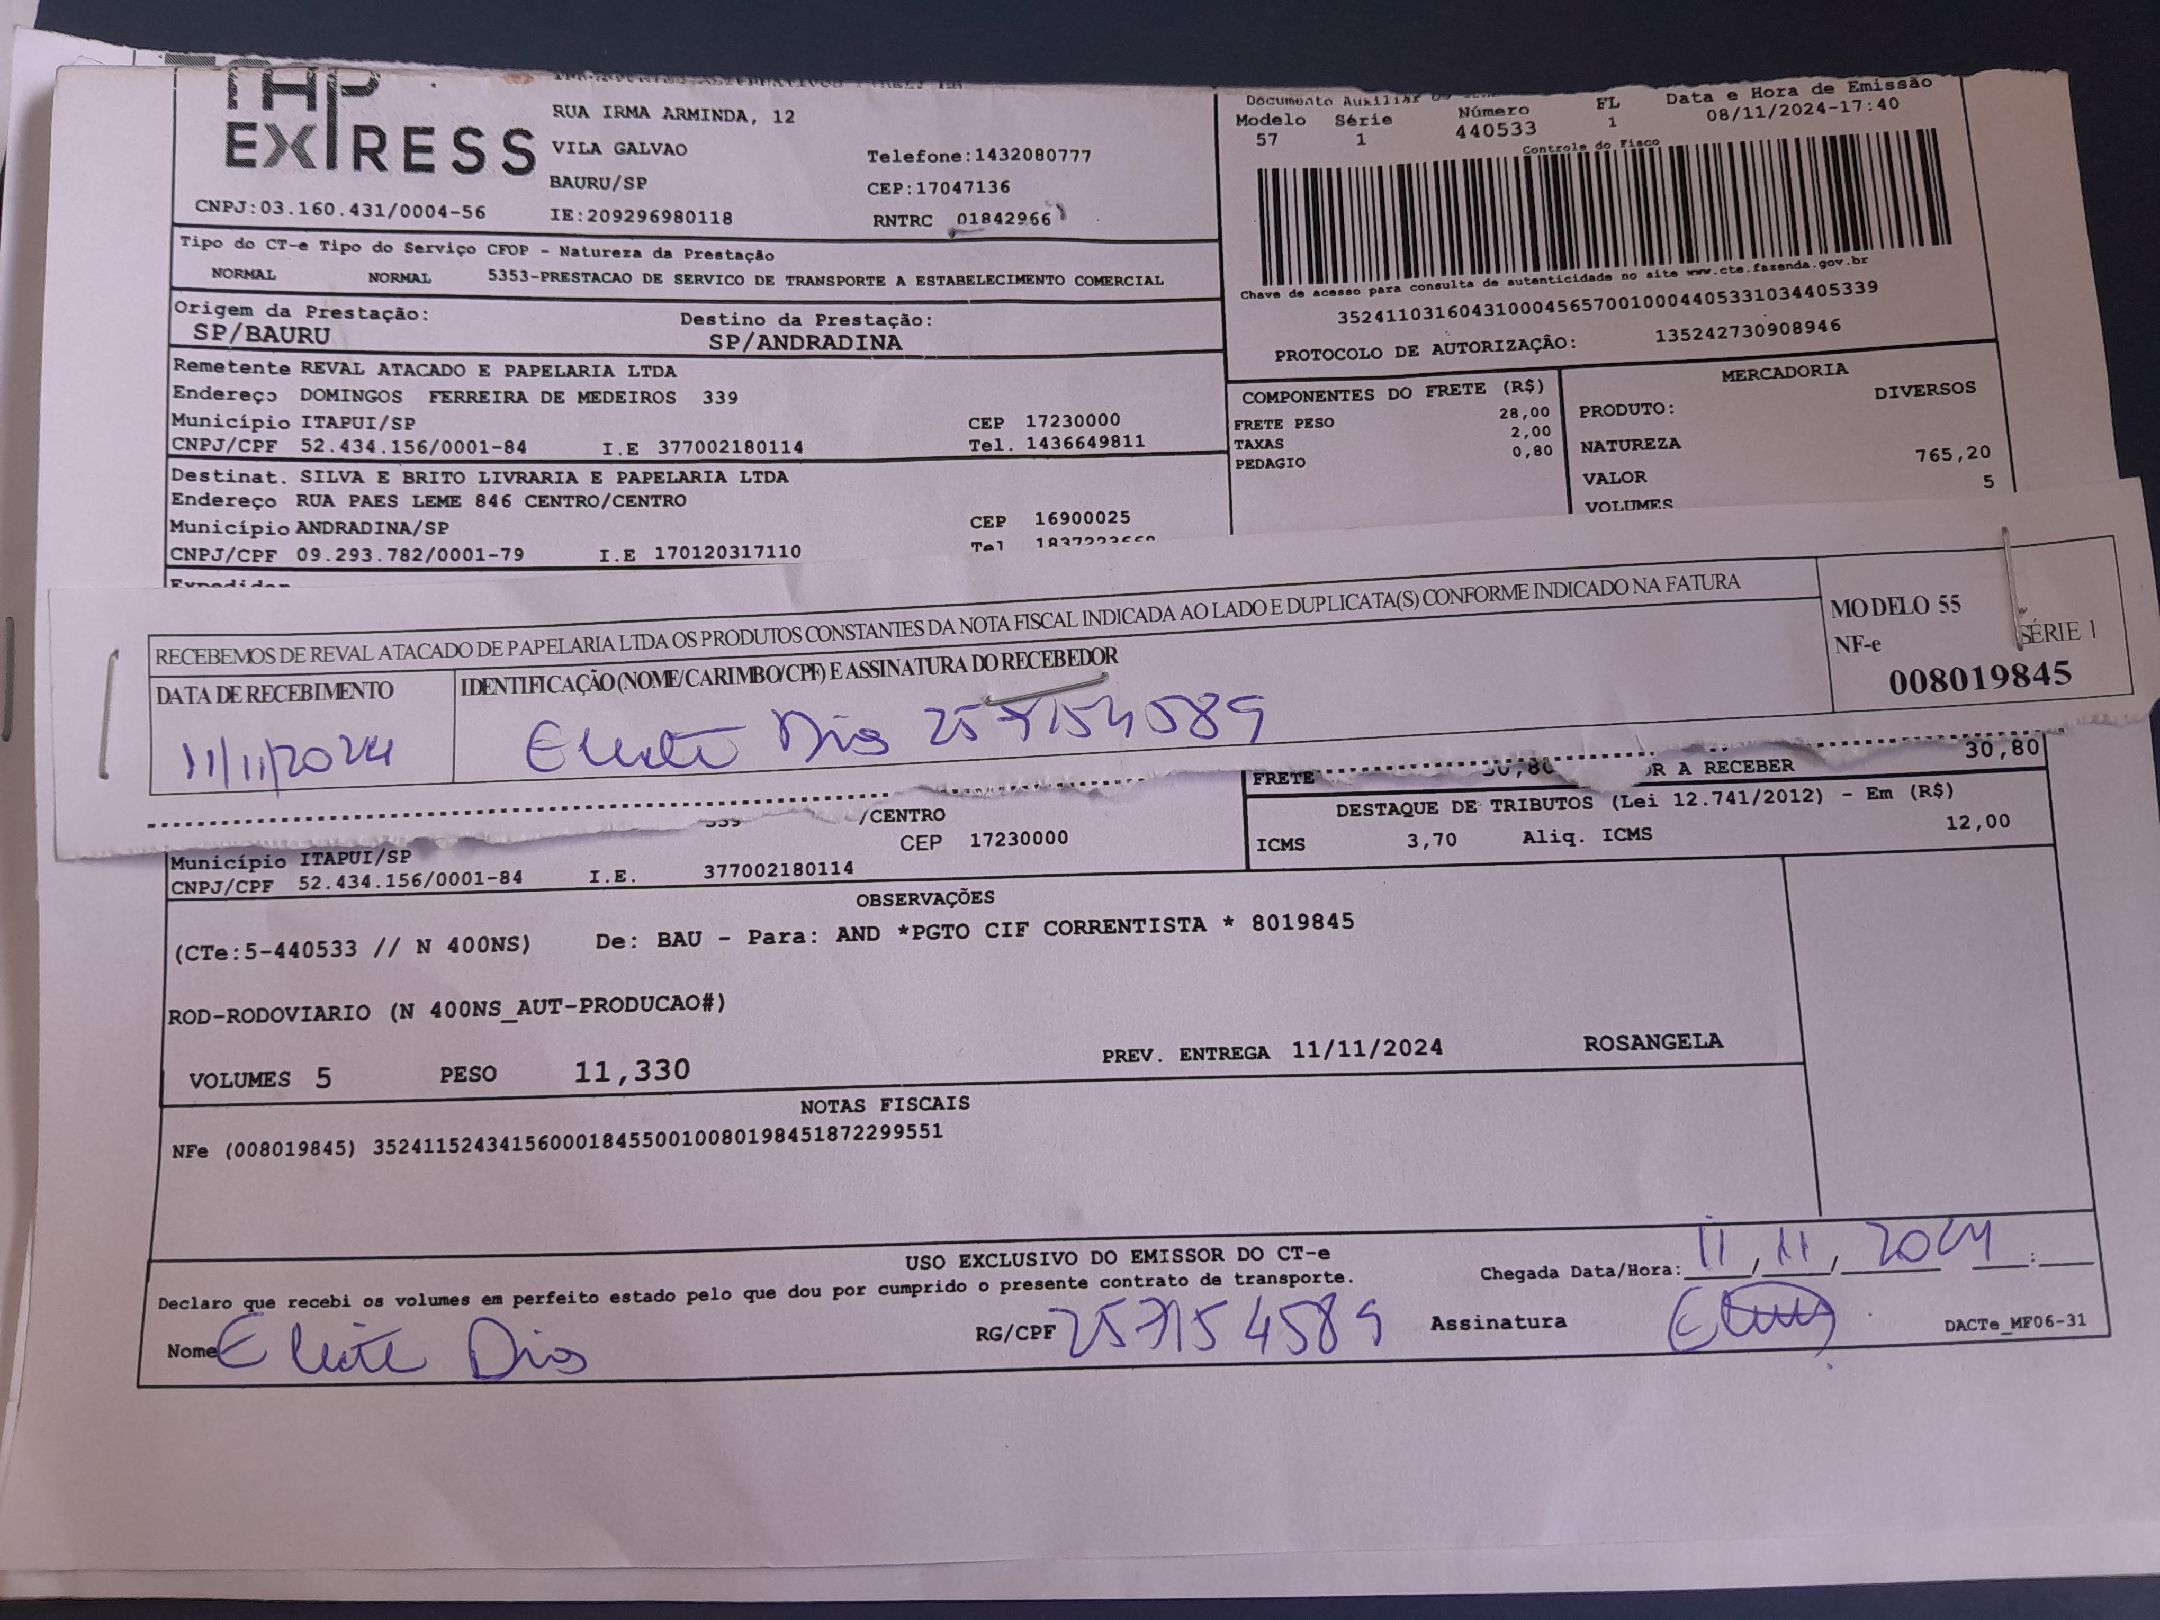 TAP
EXPRESS
RUA IRMA ARMINDA, 12
VILA GALVAO
Telefone:1432080777
BAURU/SP
CEP:17047136
CNPJ:03.160.431/0004-56
IE:209296980118
RNTRC 01842966
Documento Auxiliar
Modelo Série Número FL Data e Hora de Emissão
57 1 440533 1 08/11/2024-17:40
Controle do Fisco
Chave de acesso para consulta de autenticidade no site www.cte.fazenda.gov.br
35241103160431000456570010004405331034405339
PROTOCOLO DE AUTORIZAÇÃO: 135242730908946
Tipo do CT-e Tipo do Serviço CFOP - Natureza da Prestação
NORMAL NORMAL 5353-PRESTACAO DE SERVICO DE TRANSPORTE A ESTABELECIMENTO COMERCIAL
Origem da Prestação: Destino da Prestação:
SP/BAURU SP/ANDRADINA
Remetente REVAL ATACADO E PAPELARIA LTDA
Endereço DOMINGOS FERREIRA DE MEDEIROS 339
Município ITAPUI/SP CEP 17230000
CNPJ/CPF 52.434.156/0001-84 I.E 377002180114 Tel. 1436649811
Destinat. SILVA E BRITO LIVRARIA E PAPELARIA LTDA
Endereço RUA PAES LEME 846 CENTRO/CENTRO
Município ANDRADINA/SP CEP 16900025
CNPJ/CPF 09.293.782/0001-79 I.E 170120317110 Tel
COMPONENTES DO FRETE (R$)
FRETE PESO 28,00
TAXAS 2,00
PEDAGIO 0,80
MERCADORIA
PRODUTO: DIVERSOS
NATUREZA
VALOR 765,20
VOLUMES 5
RECEBEMOS DE REVAL ATACADO DE PAPELARIA LTDA OS PRODUTOS CONSTANTES DA NOTA FISCAL INDICADA AO LADO E DUPLICATA(S) CONFORME INDICADO NA FATURA
DATA DE RECEBIMENTO
11/11/2024
IDENTIFICAÇÃO (NOME/CARIMBO/CPF) E ASSINATURA DO RECEBEDOR
Eliete Dias 257154589
MODELO 55
NF-e SÉRIE 1
008019845
FRETE 30,80 A RECEBER 30,80
DESTAQUE DE TRIBUTOS (Lei 12.741/2012) - Em (R$)
ICMS 3,70 Aliq. ICMS 12,00
/CENTRO
CEP 17230000
Município ITAPUI/SP
CNPJ/CPF 52.434.156/0001-84 I.E. 377002180114
OBSERVAÇÕES
(CTe:5-440533 // N 400NS) De: BAU - Para: AND *PGTO CIF CORRENTISTA * 8019845
ROD-RODOVIARIO (N 400NS_AUT-PRODUCAO#)
VOLUMES 5 PESO 11,330 PREV. ENTREGA 11/11/2024 ROSANGELA
NOTAS FISCAIS
NFe (008019845) 35241152434156000184550010080198451872299551
USO EXCLUSIVO DO EMISSOR DO CT-e
Declaro que recebi os volumes em perfeito estado pelo que dou por cumprido o presente contrato de transporte.
Chegada Data/Hora: 11/11/2024 :
Nome Eliete Dias RG/CPF 257154589 Assinatura
DACTe_MF06-31